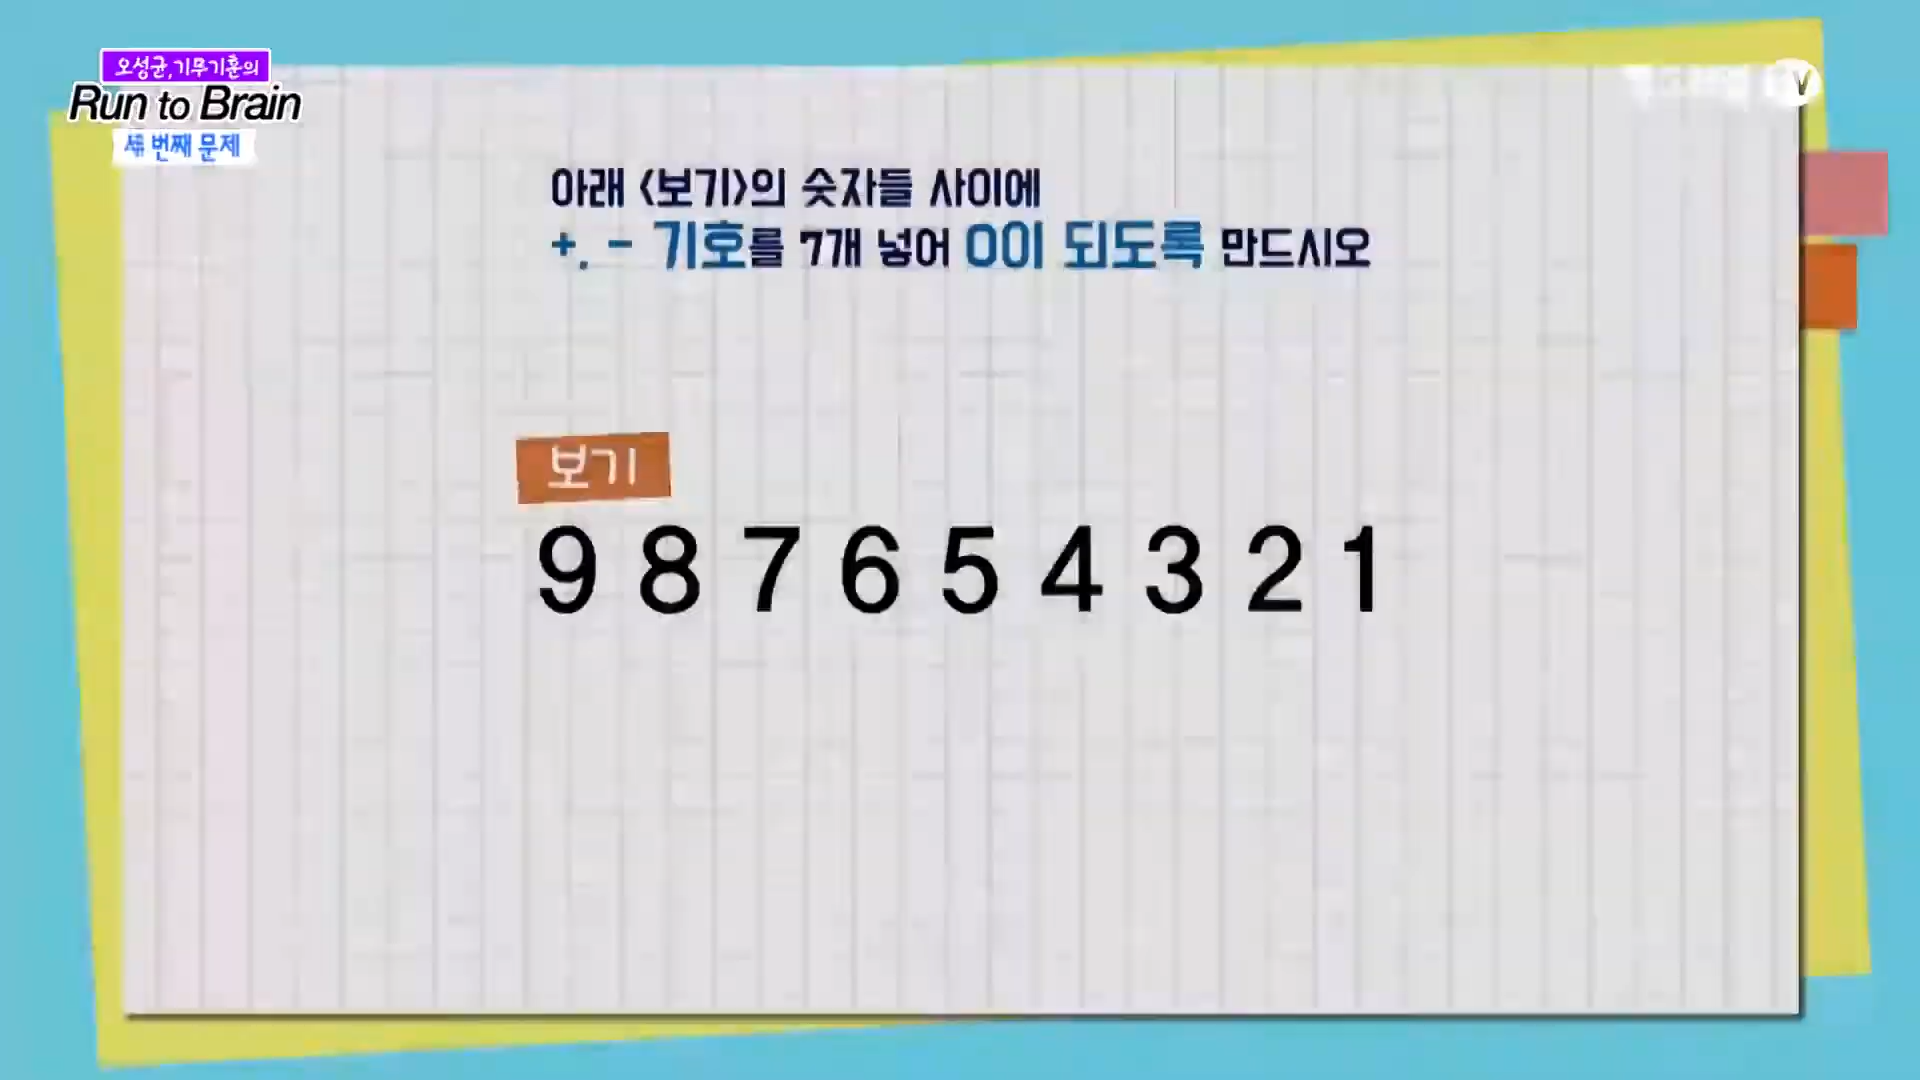 오성균,기무기훈의
Run to Brain
세 번째 문제
아래 <보기>의 숫자들 사이에
+, - 기호를 7개 넣어 0이 되도록 만드시오
보기
9 8 7 6 5 4 3 2 1